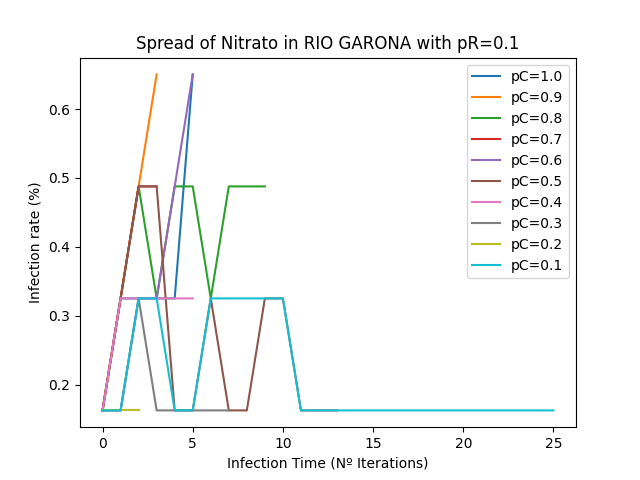 Spread of Nitrato in RIO GARONA with pR=0.1
Infection rate (%)
0.6
0.5
0.4
0.3
0.2
0
5
10
15
20
25
Infection Time (Nº Iterations)
pC=1.0
pC=0.9
pC=0.8
pC=0.7
pC=0.6
pC=0.5
pC=0.4
pC=0.3
pC=0.2
pC=0.1